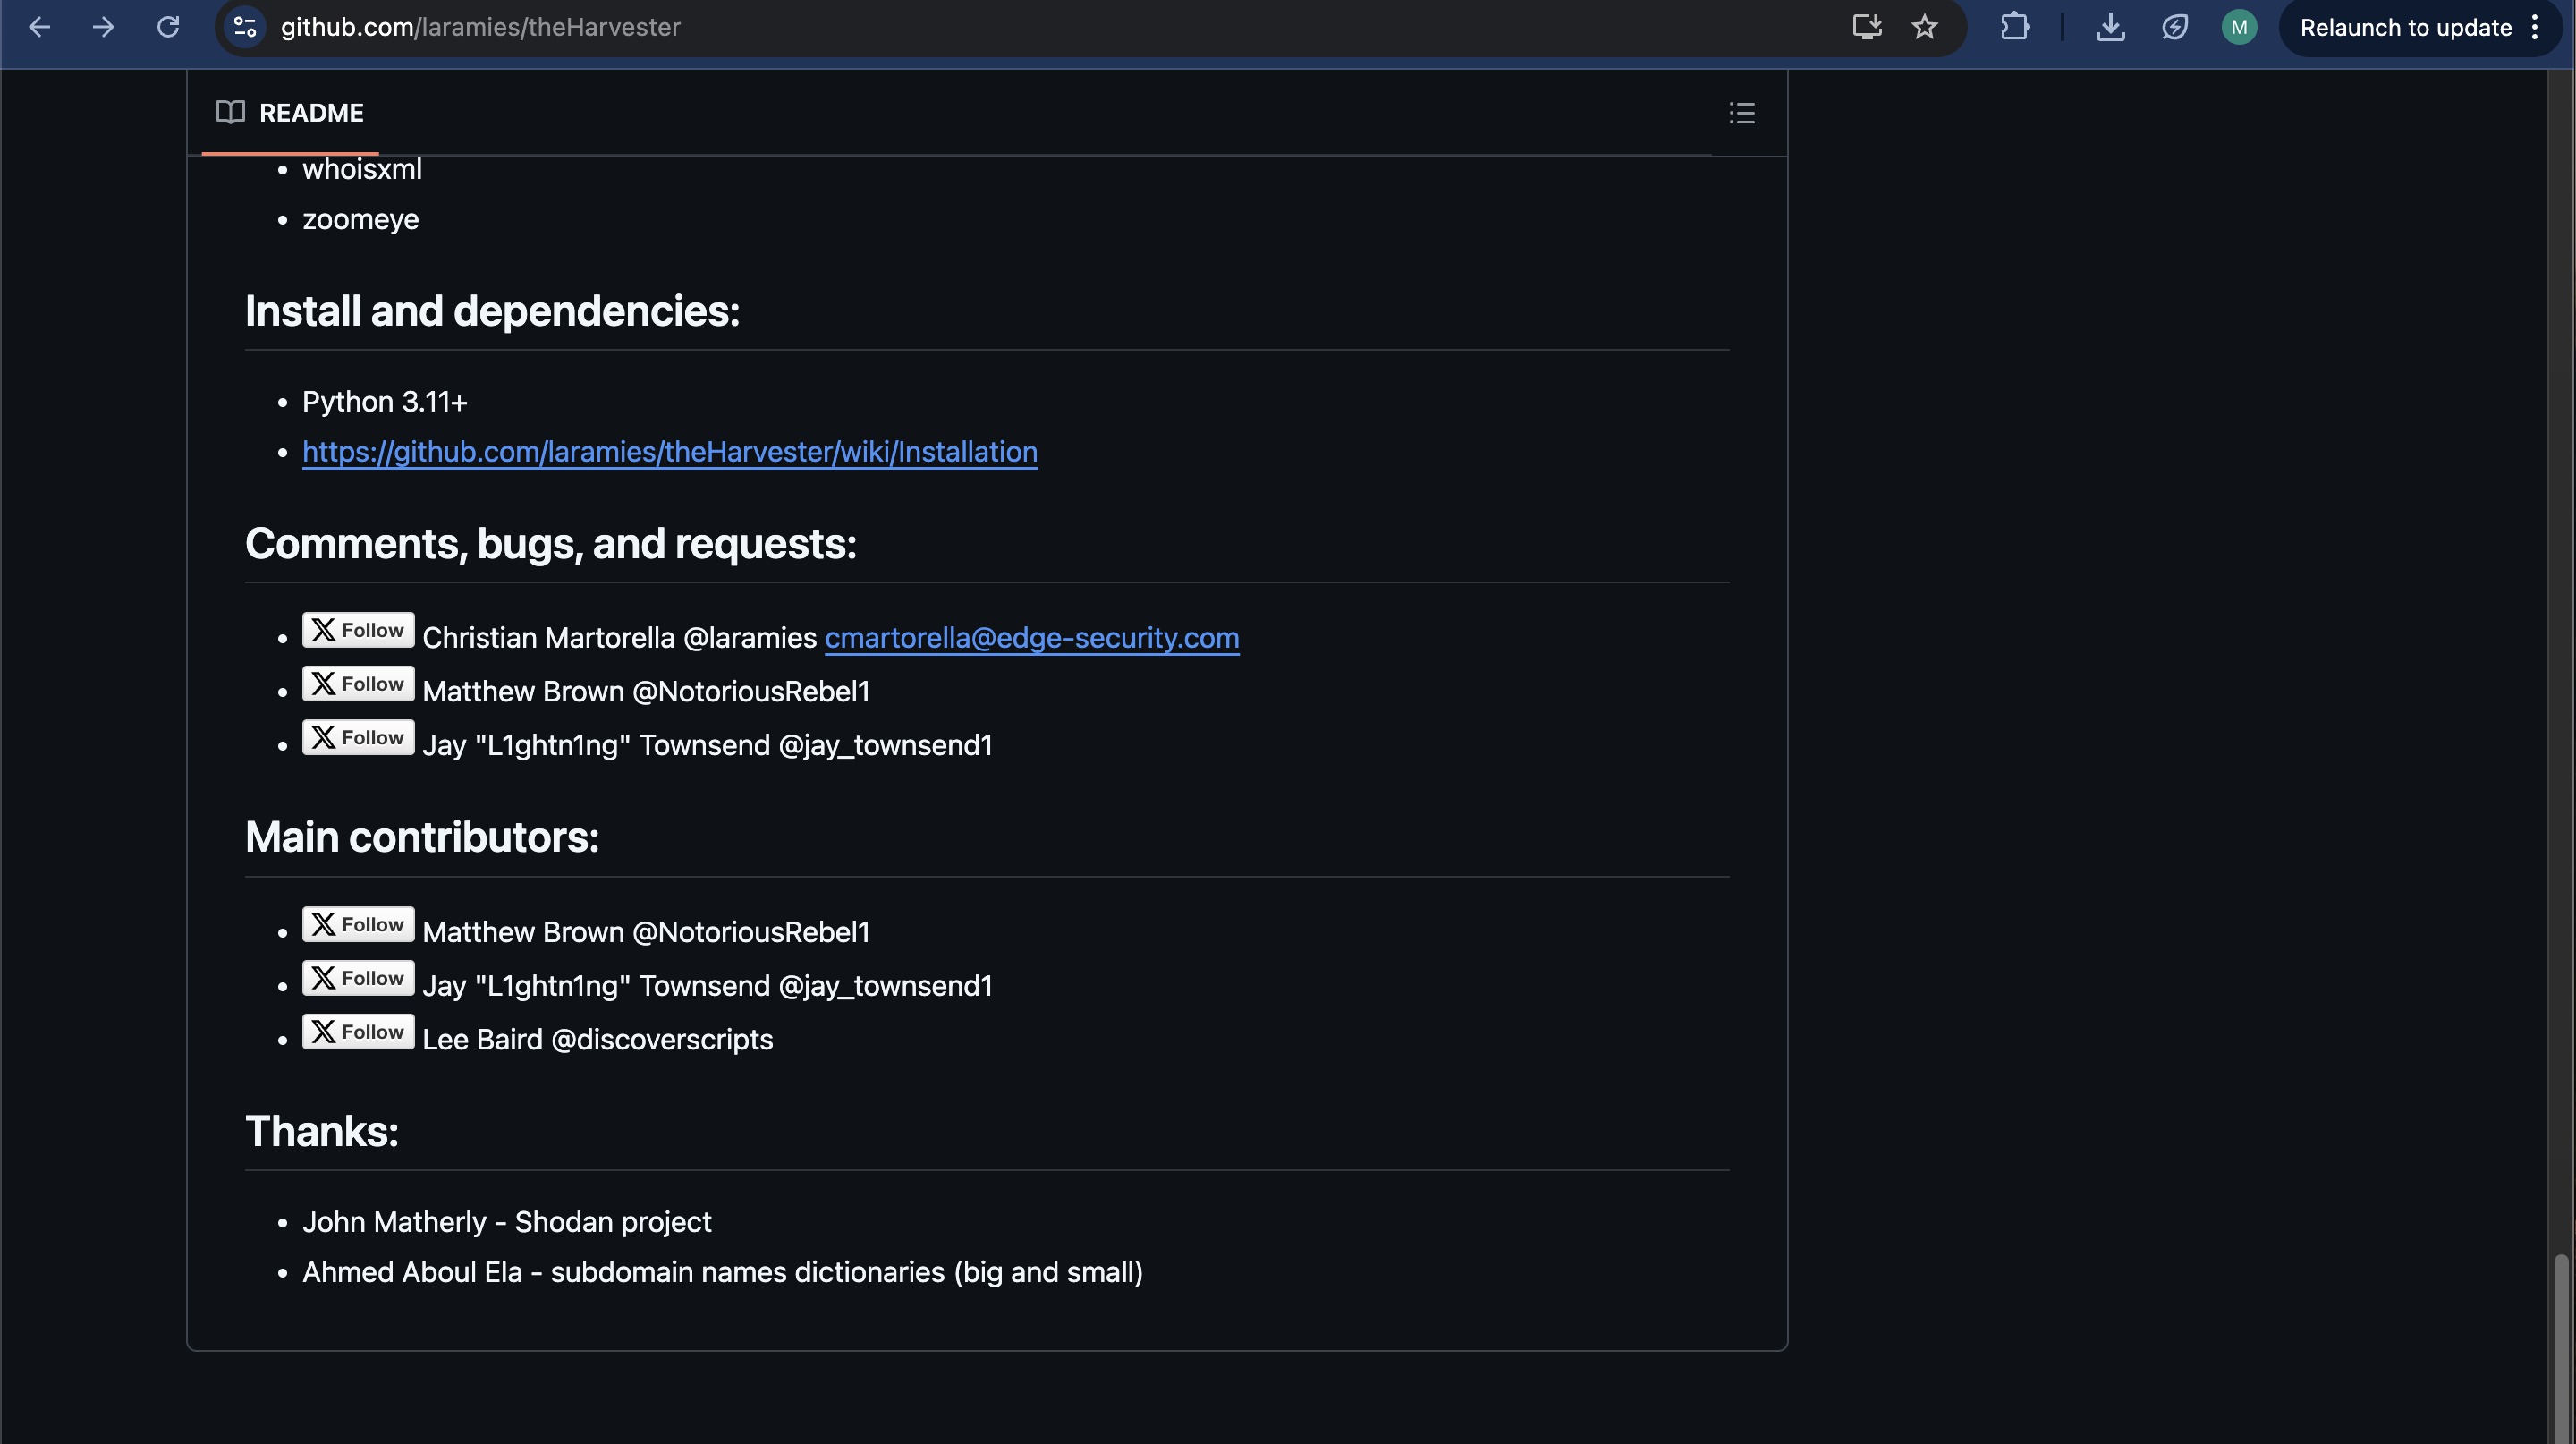 github.com/laramies/theHarvester
M
Relaunch to update
README
whoisxml
zoomeye
Install and dependencies:
Python 3.11+
https://github.com/laramies/theHarvester/wiki/Installation
Comments, bugs, and requests:
Follow Christian Martorella @laramies cmartorella@edge-security.com
Follow Matthew Brown @NotoriousRebel1
Follow Jay "L1ghtn1ng" Townsend @jay_townsend1
Main contributors:
Follow Matthew Brown @NotoriousRebel1
Follow Jay "L1ghtn1ng" Townsend @jay_townsend1
Follow Lee Baird @discoverscripts
Thanks:
John Matherly - Shodan project
Ahmed Aboul Ela - subdomain names dictionaries (big and small)